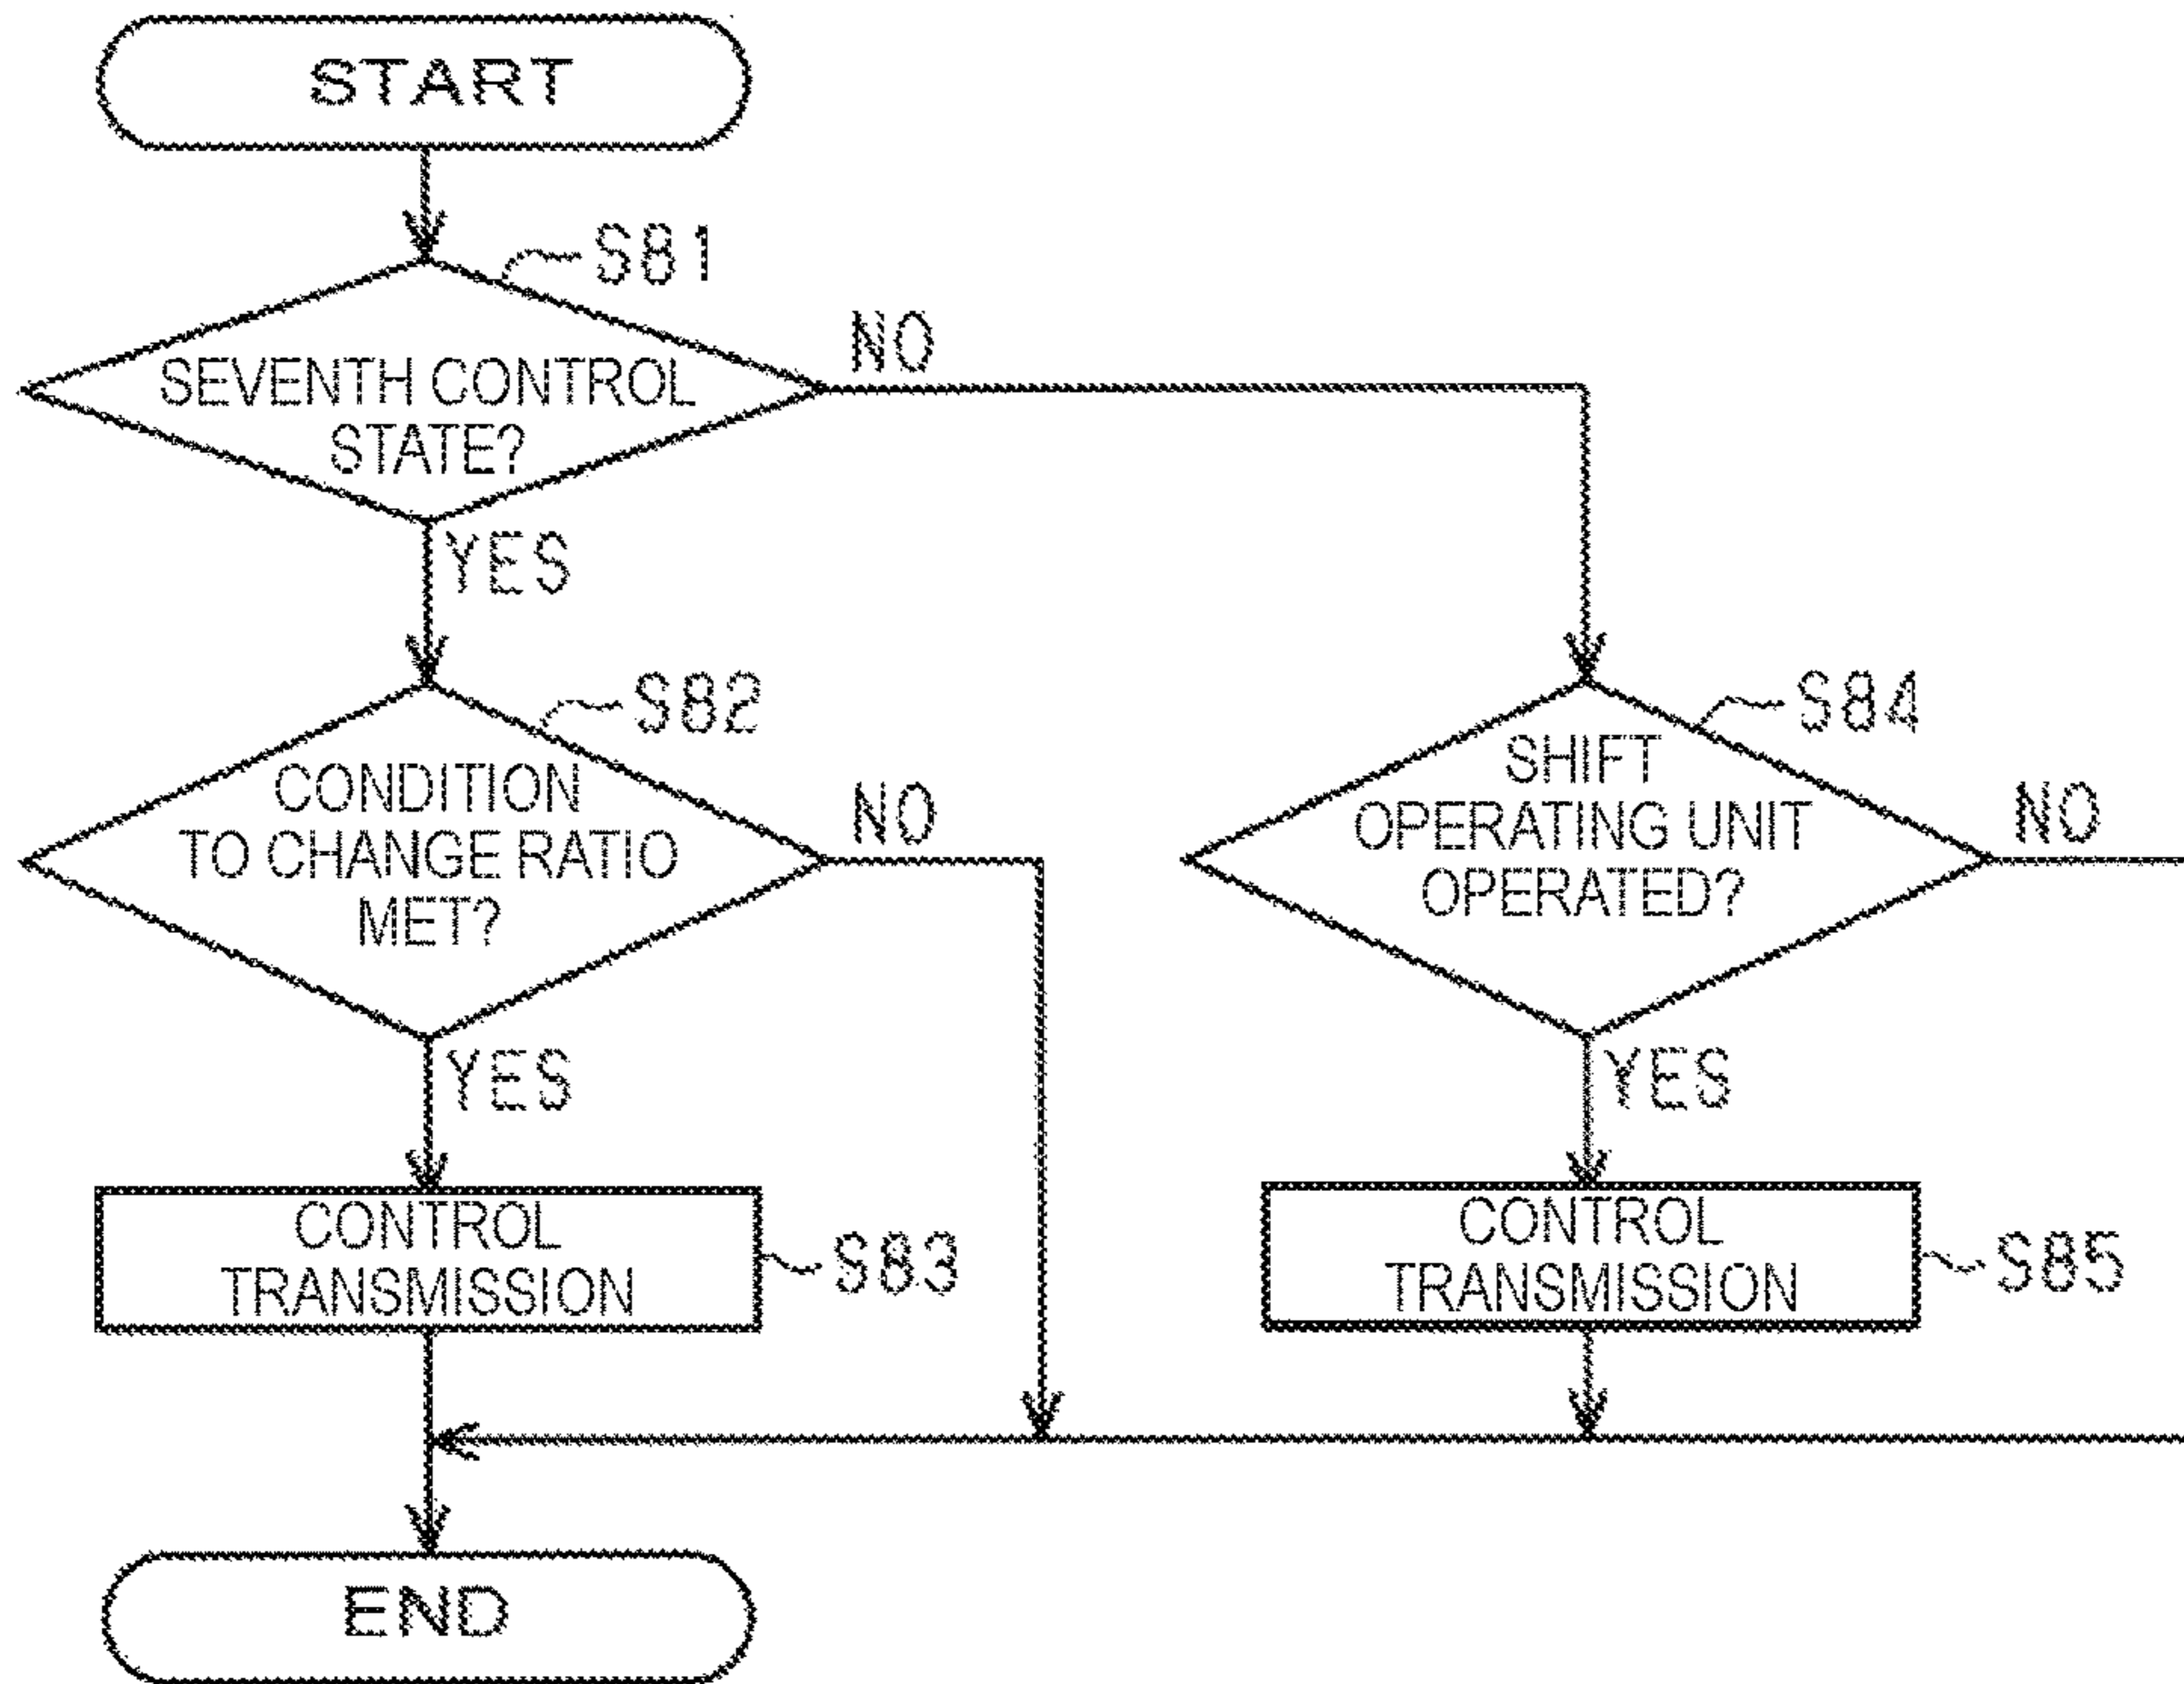 START
S81
SEVENTH CONTROL
STATE?
NO
YES
S82
CONDITION
TO CHANGE RATIO
MET?
NO
YES
CONTROL
TRANSMISSION
S83
S84
SHIFT
OPERATING UNIT
OPERATED?
NO
YES
CONTROL
TRANSMISSION
S85
END